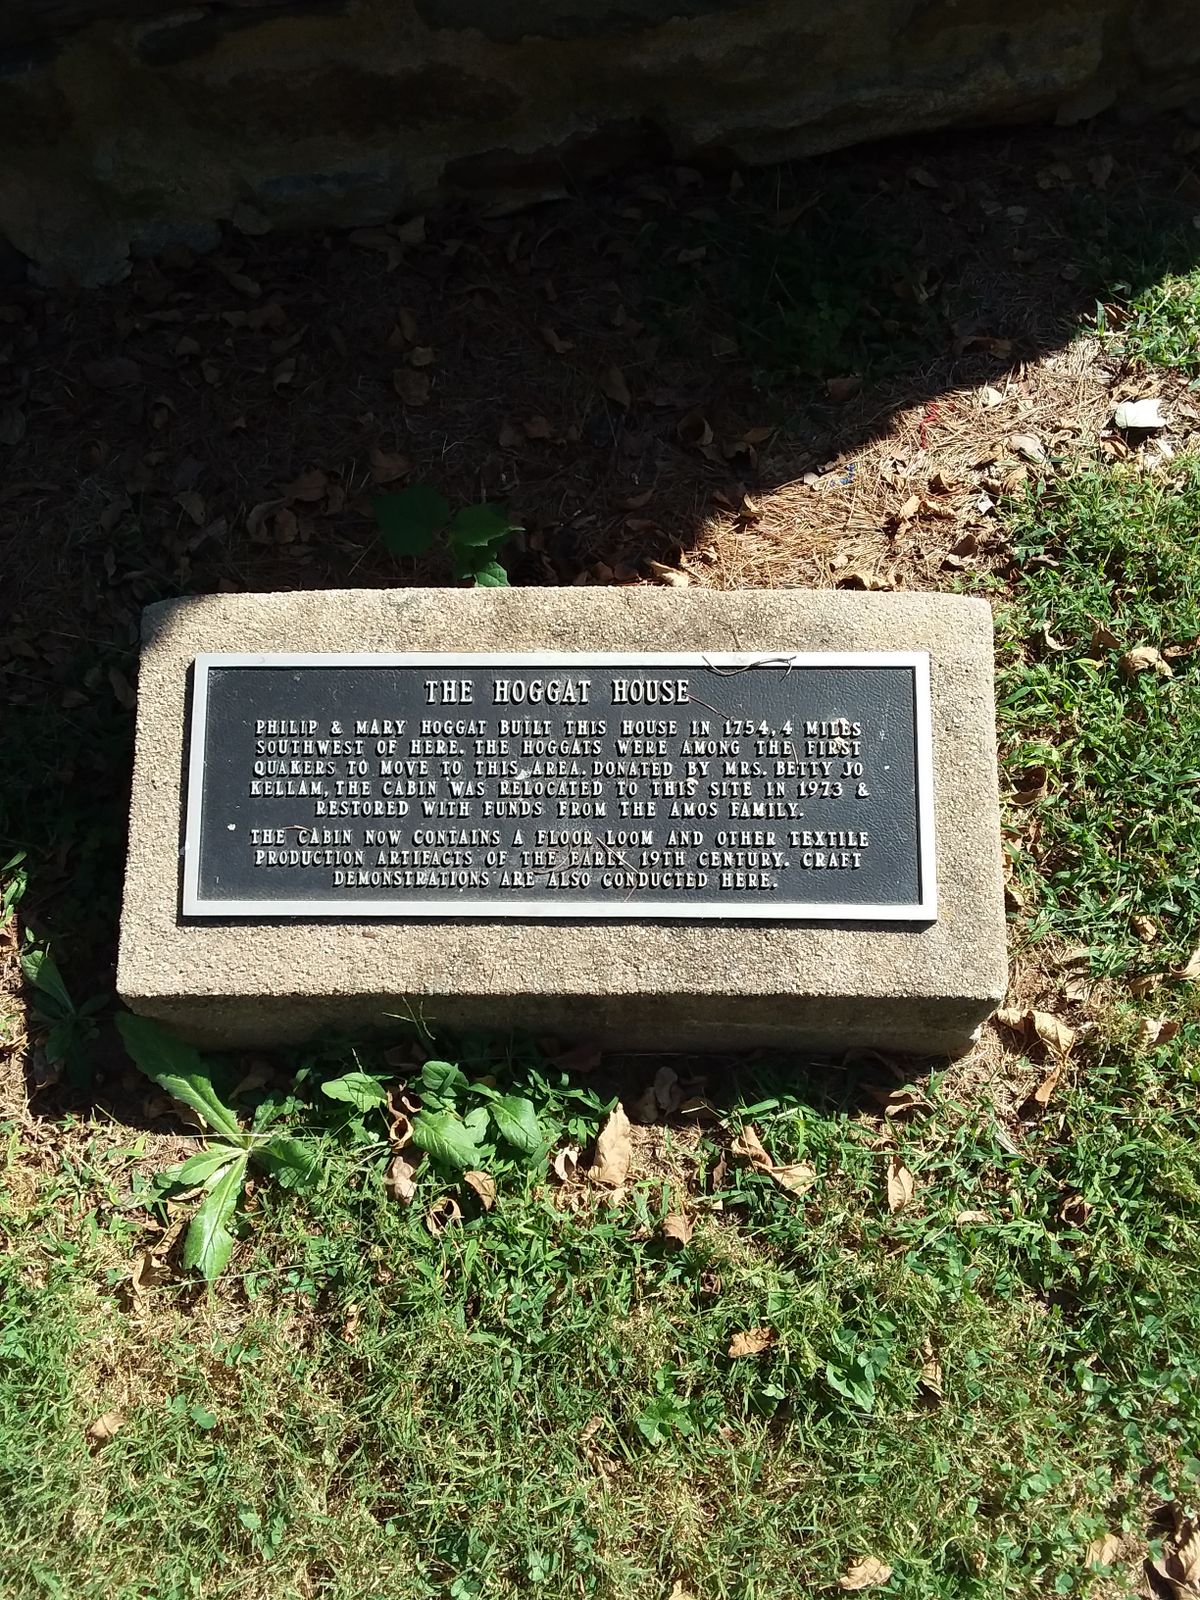 THE HOGGAT HOUSE
PHILIP & MARY HOGGAT BUILT THIS HOUSE IN 1754, 4 MILES
SOUTHWEST OF HERE. THE HOGGATS WERE AMONG THE FIRST
QUAKERS TO MOVE TO THIS AREA. DONATED BY MRS. BETTY JO
KELLAM, THE CABIN WAS RELOCATED TO THIS SITE IN 1973 &
RESTORED WITH FUNDS FROM THE AMOS FAMILY.
THE CABIN NOW CONTAINS A FLOOR LOOM AND OTHER TEXTILE
PRODUCTION ARTIFACTS OF THE EARLY 19TH CENTURY. CRAFT
DEMONSTRATIONS ARE ALSO CONDUCTED HERE.